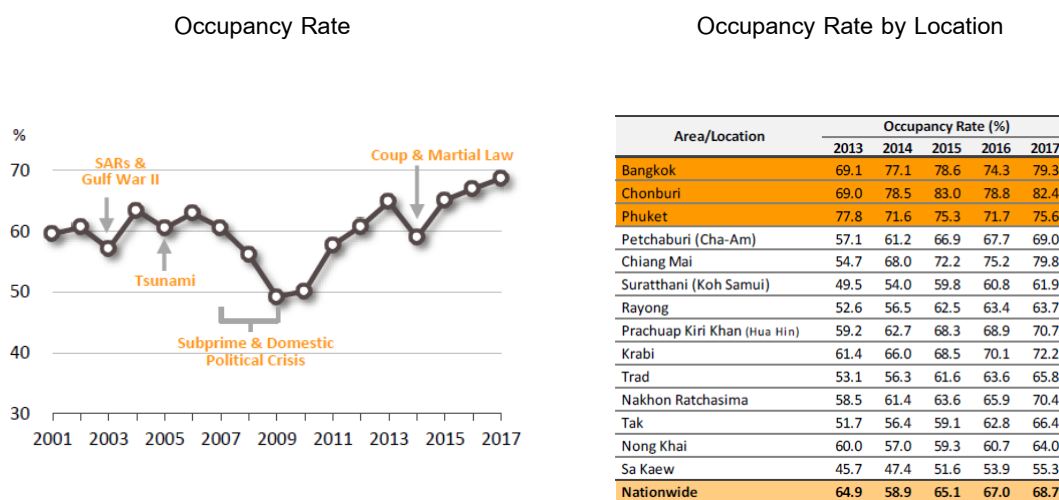 Occupancy Rate
%
70
60
50
40
30
2001 2003 2005 2007 2009 2011 2013 2015 2017
SARs &
Gulf War II
Tsunami
Subprime & Domestic
Political Crisis
Coup & Martial Law
Occupancy Rate by Location
Area/Location Occupancy Rate (%)
2013 2014 2015 2016 2017
Bangkok 69.1 77.1 78.6 74.3 79.3
Chonburi 69.0 78.5 83.0 78.8 82.4
Phuket 77.8 71.6 75.3 71.7 75.6
Petchaburi (Cha-Am) 57.1 61.2 66.9 67.7 69.0
Chiang Mai 54.7 68.0 72.2 75.2 79.8
Suratthani (Koh Samui) 49.5 54.0 59.8 60.8 61.9
Rayong 52.6 56.5 62.5 63.4 63.7
Prachuap Kiri Khan (Hua Hin) 59.2 62.7 68.3 68.9 70.7
Krabi 61.4 66.0 68.5 70.1 72.2
Trad 53.1 56.3 61.6 63.6 65.8
Nakhon Ratchasima 58.5 61.4 63.6 65.9 70.4
Tak 51.7 56.4 59.1 62.8 66.4
Nong Khai 60.0 57.0 59.3 60.7 64.0
Sa Kaew 45.7 47.4 51.6 53.9 55.3
Nationwide 64.9 58.9 65.1 67.0 68.7